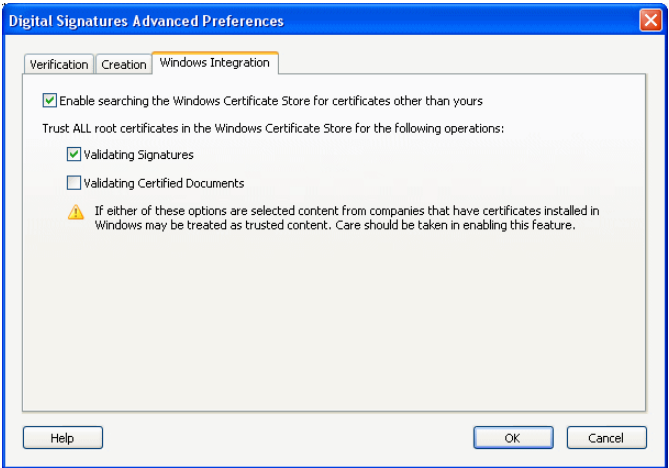 Digital Signatures Advanced Preferences
Verification Creation Windows Integration
Enable searching the Windows Certificate Store for certificates other than yours
Trust ALL root certificates in the Windows Certificate Store for the following operations:
Validating Signatures
Validating Certified Documents
If either of these options are selected content from companies that have certificates installed in
Windows may be treated as trusted content. Care should be taken in enabling this feature.
Help OK Cancel